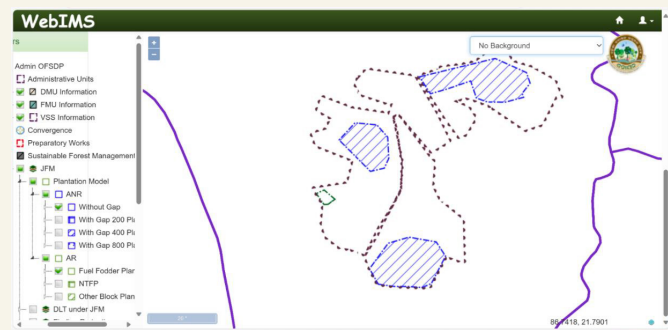 WebIMS
rs
No Background
+
−
Admin OFSDP
Administrative Units
DMU Information
FMU Information
VSS Information
Convergence
Preparatory Works
Sustainable Forest Management
JFM
Plantation Model
ANR
Without Gap
With Gap 200 Pl
With Gap 400 Pl
With Gap 800 Pl
AR
Fuel Fodder Plan
NTFP
Other Block Plan
DLT under JFM
86.7418, 21.7901